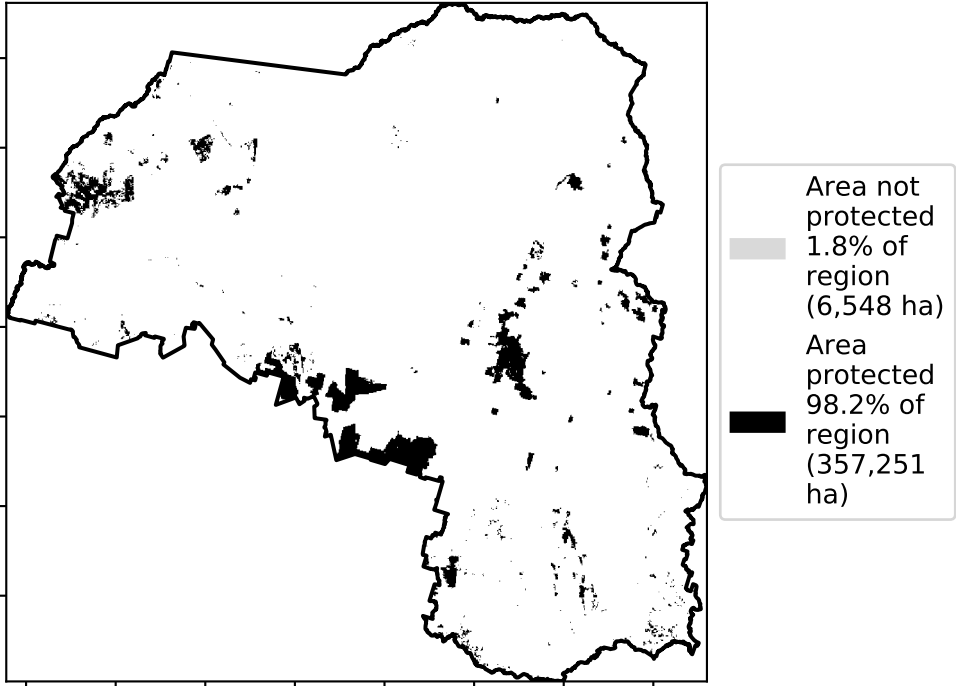 Area not
protected
1.8% of
region
(6,548 ha)
Area
protected
98.2% of
region
(357,251
ha)